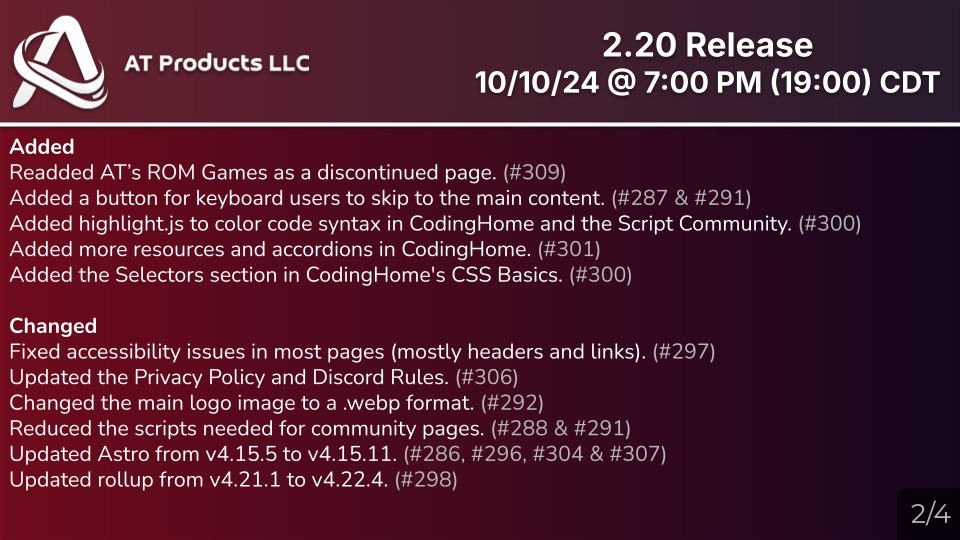 AT Products LLC
2.20 Release
10/10/24 @ 7:00 PM (19:00) CDT
Added
Readded AT’s ROM Games as a discontinued page. (#309)
Added a button for keyboard users to skip to the main content. (#287 & #291)
Added highlight.js to color code syntax in CodingHome and the Script Community. (#300)
Added more resources and accordions in CodingHome. (#301)
Added the Selectors section in CodingHome's CSS Basics. (#300)
Changed
Fixed accessibility issues in most pages (mostly headers and links). (#297)
Updated the Privacy Policy and Discord Rules. (#306)
Changed the main logo image to a .webp format. (#292)
Reduced the scripts needed for community pages. (#288 & #291)
Updated Astro from v4.15.5 to v4.15.11. (#286, #296, #304 & #307)
Updated rollup from v4.21.1 to v4.22.4. (#298)
2/4